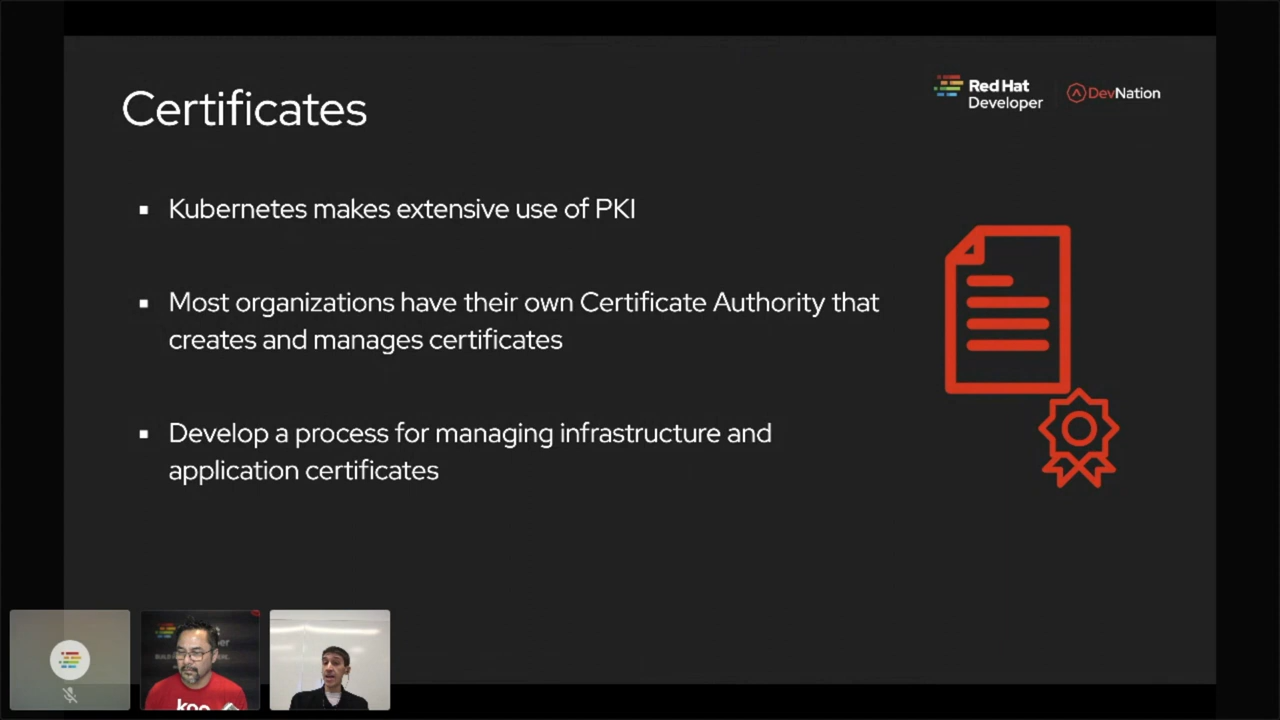 Certificates
Red Hat
Developer
DevNation
Kubernetes makes extensive use of PKI
Most organizations have their own Certificate Authority that
creates and manages certificates
Develop a process for managing infrastructure and
application certificates